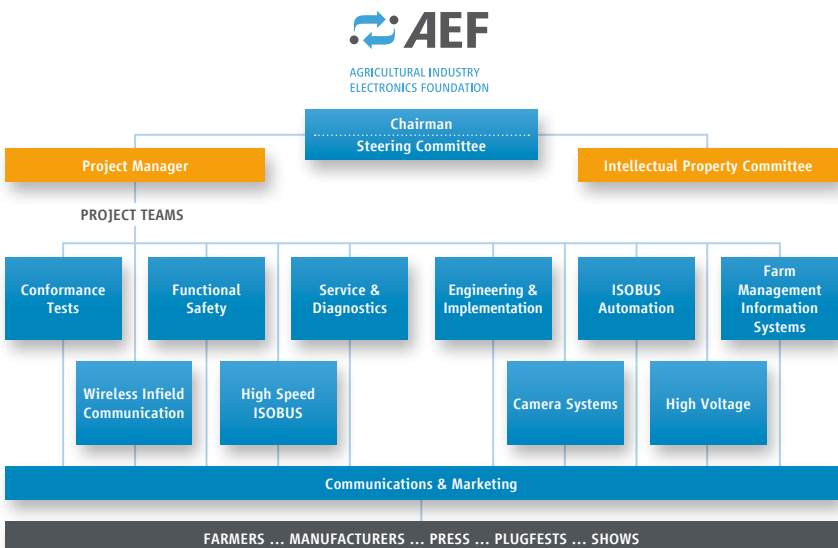 AEF
AGRICULTURAL INDUSTRY
ELECTRONICS FOUNDATION
Chairman
Steering Committee
Project Manager
Intellectual Property Committee
PROJECT TEAMS
Conformance
Tests
Functional
Safety
Service &
Diagnostics
Engineering &
Implementation
ISOBUS
Automation
Farm
Management
Information
Systems
Wireless Infield
Communication
High Speed
ISOBUS
Camera Systems
High Voltage
Communications & Marketing
FARMERS ... MANUFACTURERS ... PRESS ... PLUGFESTS ... SHOWS